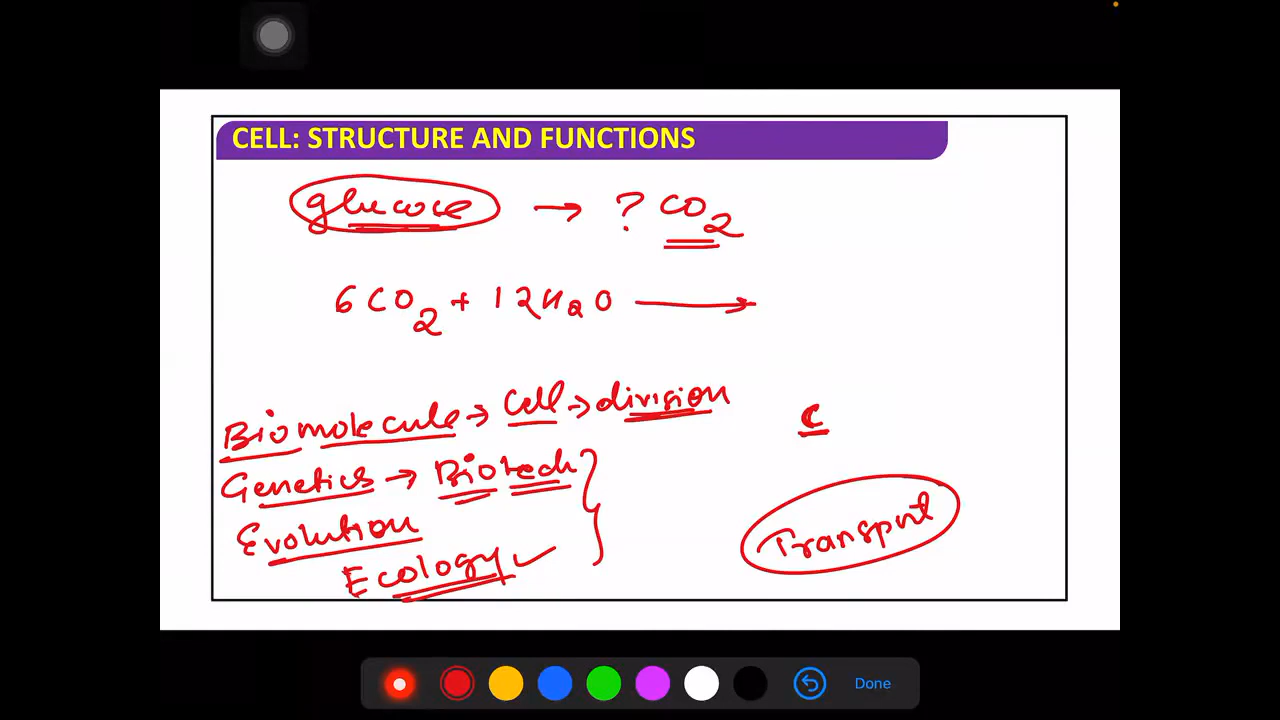 CELL: STRUCTURE AND FUNCTIONS
glucose → ? CO2
6CO2 + 12H2O →
Biomolecule → Cell → division
C
Genetics → Biotech
Evolution
Transport
Ecology ✓
Done